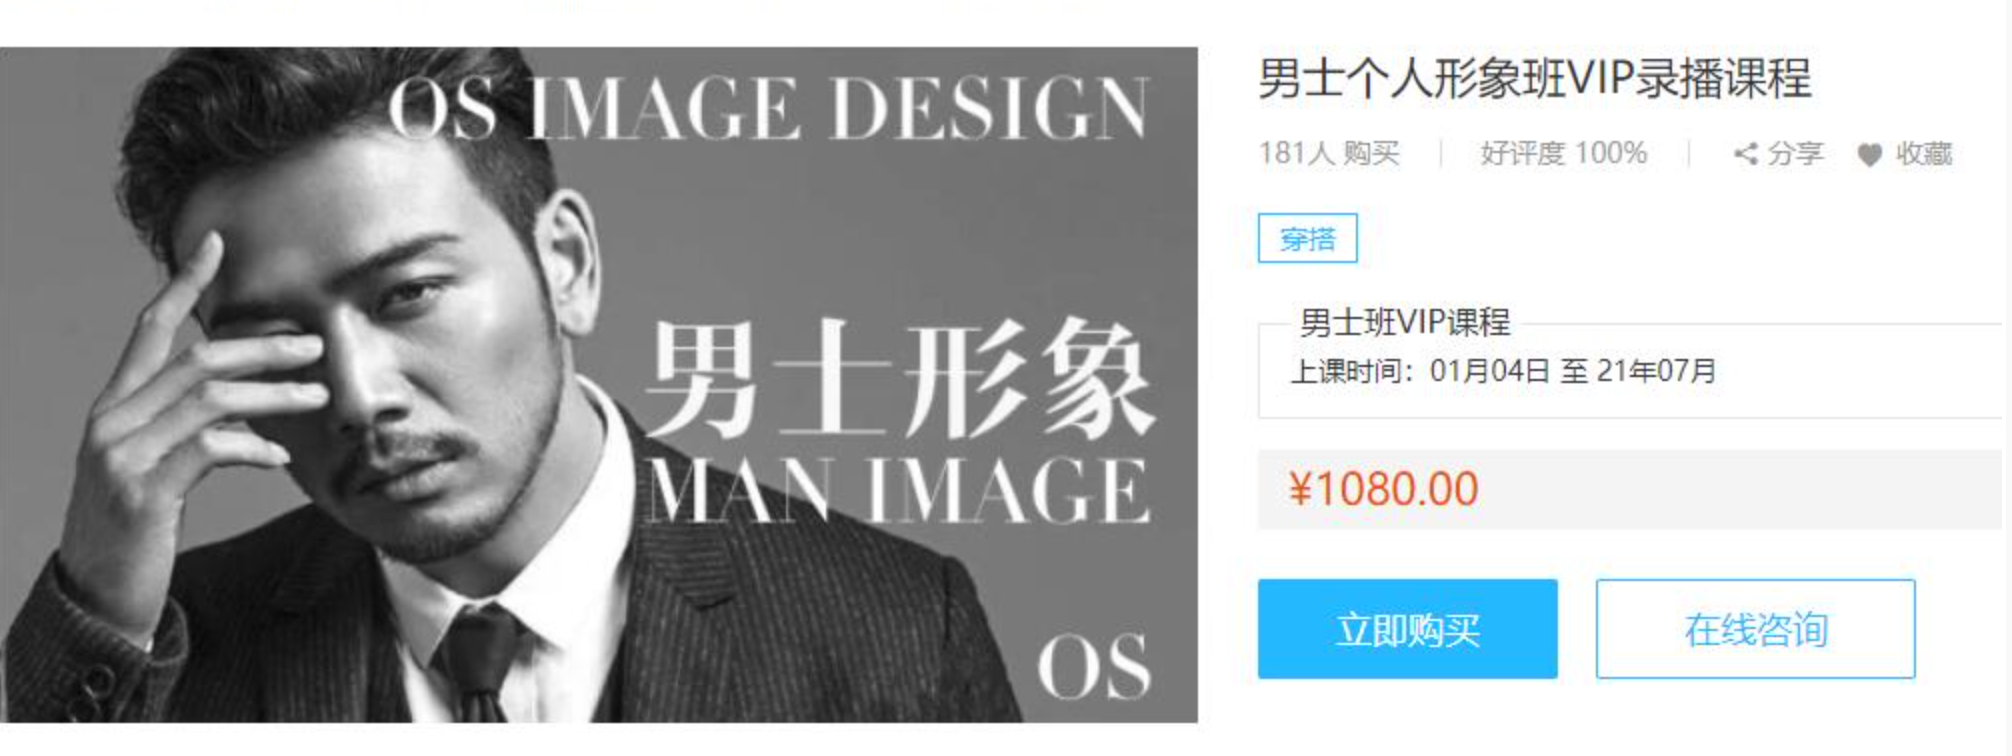 OS IMAGE DESIGN
男士形象
MAN IMAGE
OS
男士个人形象班VIP录播课程
181人 购买 好评度 100% 分享 收藏
穿搭
男士班VIP课程
上课时间：01月04日 至 21年07月
¥1080.00
立即购买 在线咨询